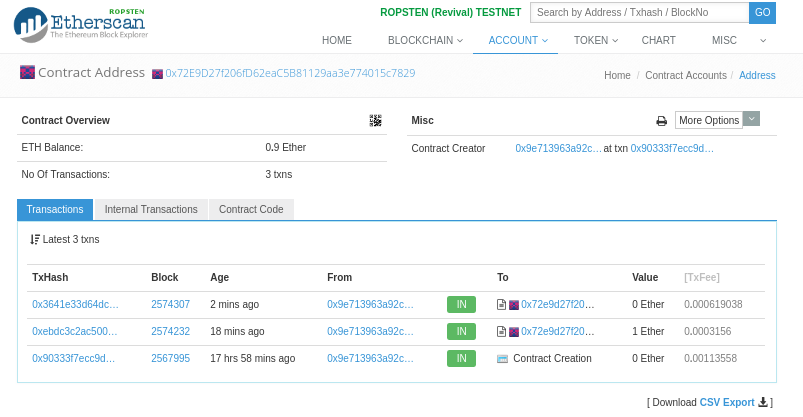 ROPSTEN
Etherscan
The Ethereum Block Explorer
ROPSTEN (Revival) TESTNET
Search by Address / Txhash / BlockNo
GO
HOME BLOCKCHAIN ACCOUNT TOKEN CHART MISC
Contract Address 0x72E9D27f206fD62eaC5B81129aa3e774015c7829
Home / Contract Accounts / Address
Contract Overview
ETH Balance: 0.9 Ether
No Of Transactions: 3 txns
Misc More Options
Contract Creator 0x9e713963a92c… at txn 0x90333f7ecc9d…
Transactions Internal Transactions Contract Code
Latest 3 txns
TxHash Block Age From To Value [TxFee]
0x3641e33d64dc… 2574307 2 mins ago 0x9e713963a92c… IN 0x72e9d27f20… 0 Ether 0.000619038
0xebdc3c2ac500… 2574232 18 mins ago 0x9e713963a92c… IN 0x72e9d27f20… 1 Ether 0.0003156
0x90333f7ecc9d… 2567995 17 hrs 58 mins ago 0x9e713963a92c… IN Contract Creation 0 Ether 0.00113558
[ Download CSV Export ]